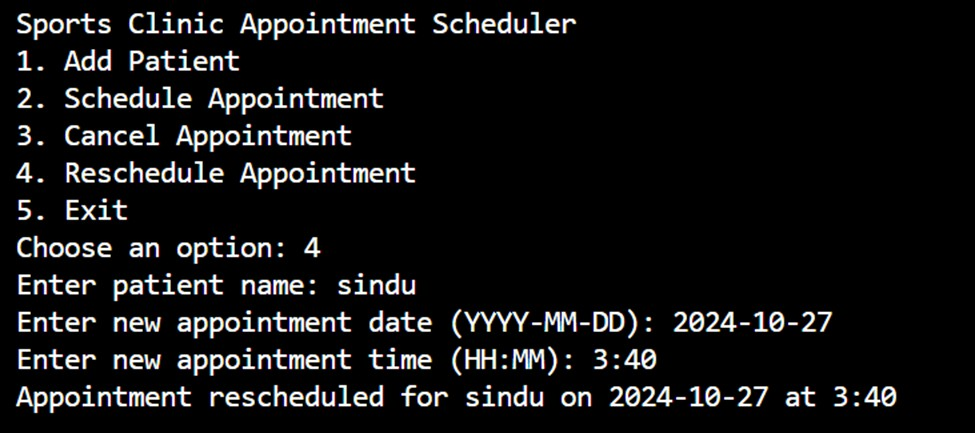 Sports Clinic Appointment Scheduler
1. Add Patient
2. Schedule Appointment
3. Cancel Appointment
4. Reschedule Appointment
5. Exit
Choose an option: 4
Enter patient name: sindu
Enter new appointment date (YYYY-MM-DD): 2024-10-27
Enter new appointment time (HH:MM): 3:40
Appointment rescheduled for sindu on 2024-10-27 at 3:40